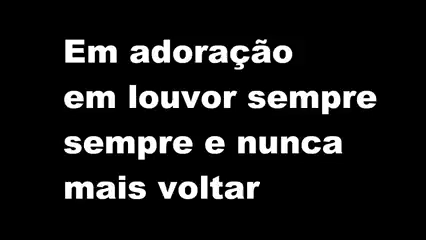 Em adoração
em louvor sempre
sempre e nunca
mais voltar